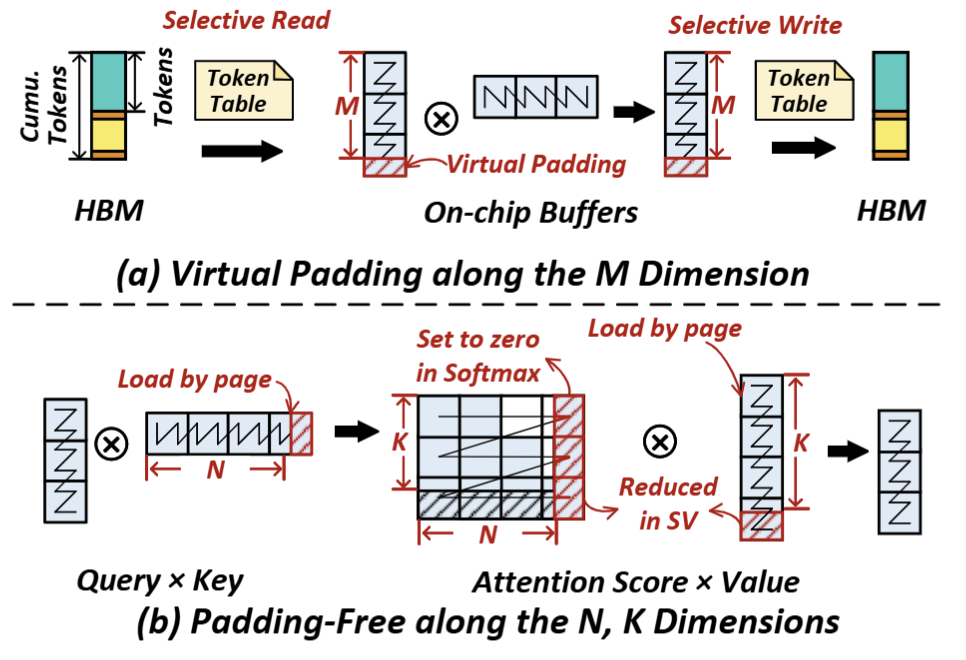 Selective Read
Selective Write
Cumu.
Tokens
Tokens
Token
Table
M
M
Token
Table
Virtual Padding
HBM
On-chip Buffers
HBM
(a) Virtual Padding along the M Dimension
Set to zero
in Softmax
Load by page
Load by page
K
K
N
N
Reduced
in SV
Query × Key
Attention Score × Value
(b) Padding-Free along the N, K Dimensions